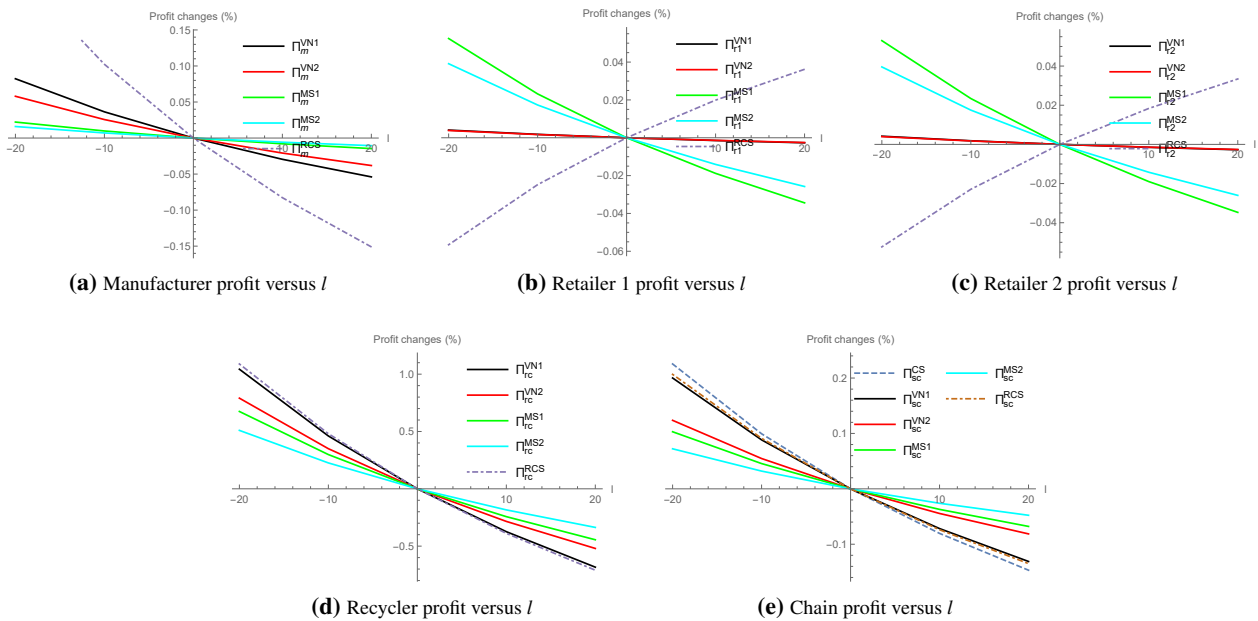 Profit changes (%)
0.15
0.10
0.05
-0.05
-0.10
-0.15
-20
-10
10
20
l
Π_m^VN1
Π_m^VN2
Π_m^MS1
Π_m^MS2
Π_m^RCS
(a) Manufacturer profit versus l
Profit changes (%)
0.04
0.02
-0.02
-0.04
-0.06
-20
-10
10
20
l
Π_r1^VN1
Π_r1^VN2
Π_r1^MS1
Π_r1^MS2
Π_r1^RCS
(b) Retailer 1 profit versus l
Profit changes (%)
0.04
0.02
-0.02
-0.04
-20
-10
10
20
l
Π_r2^VN1
Π_r2^VN2
Π_r2^MS1
Π_r2^MS2
Π_r2^RCS
(c) Retailer 2 profit versus l
Profit changes (%)
1.0
0.5
-0.5
-20
-10
10
20
l
Π_rc^VN1
Π_rc^VN2
Π_rc^MS1
Π_rc^MS2
Π_rc^RCS
(d) Recycler profit versus l
Profit changes (%)
0.2
0.1
-0.1
-20
-10
10
20
l
Π_sc^CS
Π_sc^VN1
Π_sc^VN2
Π_sc^MS1
Π_sc^MS2
Π_sc^RCS
(e) Chain profit versus l